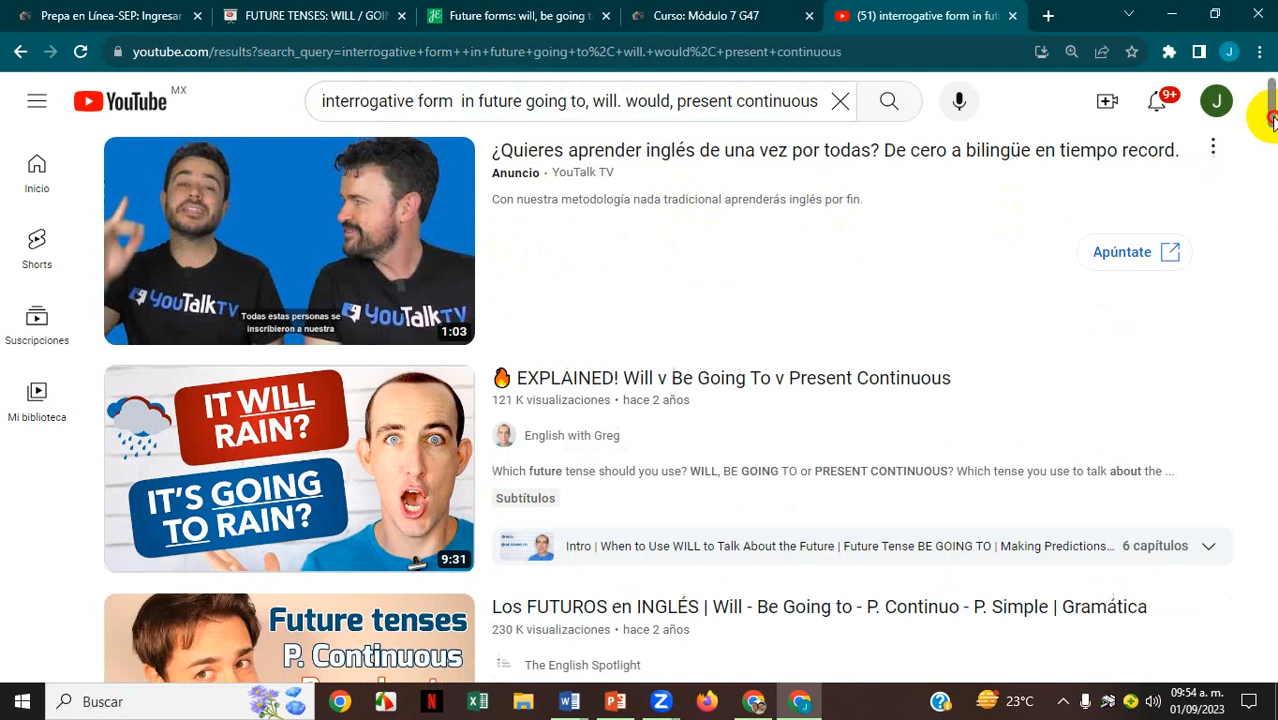 Prepa en Línea-SEP: Ingresar
FUTURE TENSES: WILL / GOIN
Future forms: will, be going to
Curso: Módulo 7 G47
(51) interrogative form in futu
youtube.com/results?search_query=interrogative+form++in+future+going+to%2C+will.+would%2C+present+continuous
YouTube MX
interrogative form  in future going to, will. would, present continuous
9+
J
Inicio
Shorts
Suscripciones
Mi biblioteca
YOUTALKTV
YOUTALKTV
Todas estas personas se
inscribieron a nuestra
1:03
¿Quieres aprender inglés de una vez por todas? De cero a bilingüe en tiempo record.
Anuncio · YouTalk TV
Con nuestra metodología nada tradicional aprenderás inglés por fin.
Apúntate
IT WILL
RAIN?
IT'S GOING
TO RAIN?
9:31
🔥 EXPLAINED! Will v Be Going To v Present Continuous
121 K visualizaciones • hace 2 años
English with Greg
Which future tense should you use? WILL, BE GOING TO or PRESENT CONTINUOUS? Which tense you use to talk about the ...
Subtítulos
Intro | When to Use WILL to Talk About the Future | Future Tense BE GOING TO | Making Predictions...
6 capítulos
Future tenses
P. Continuous
Los FUTUROS en INGLÉS | Will - Be Going to - P. Continuo - P. Simple | Gramática
230 K visualizaciones • hace 2 años
The English Spotlight
Buscar
23°C
09:54 a. m.
01/09/2023